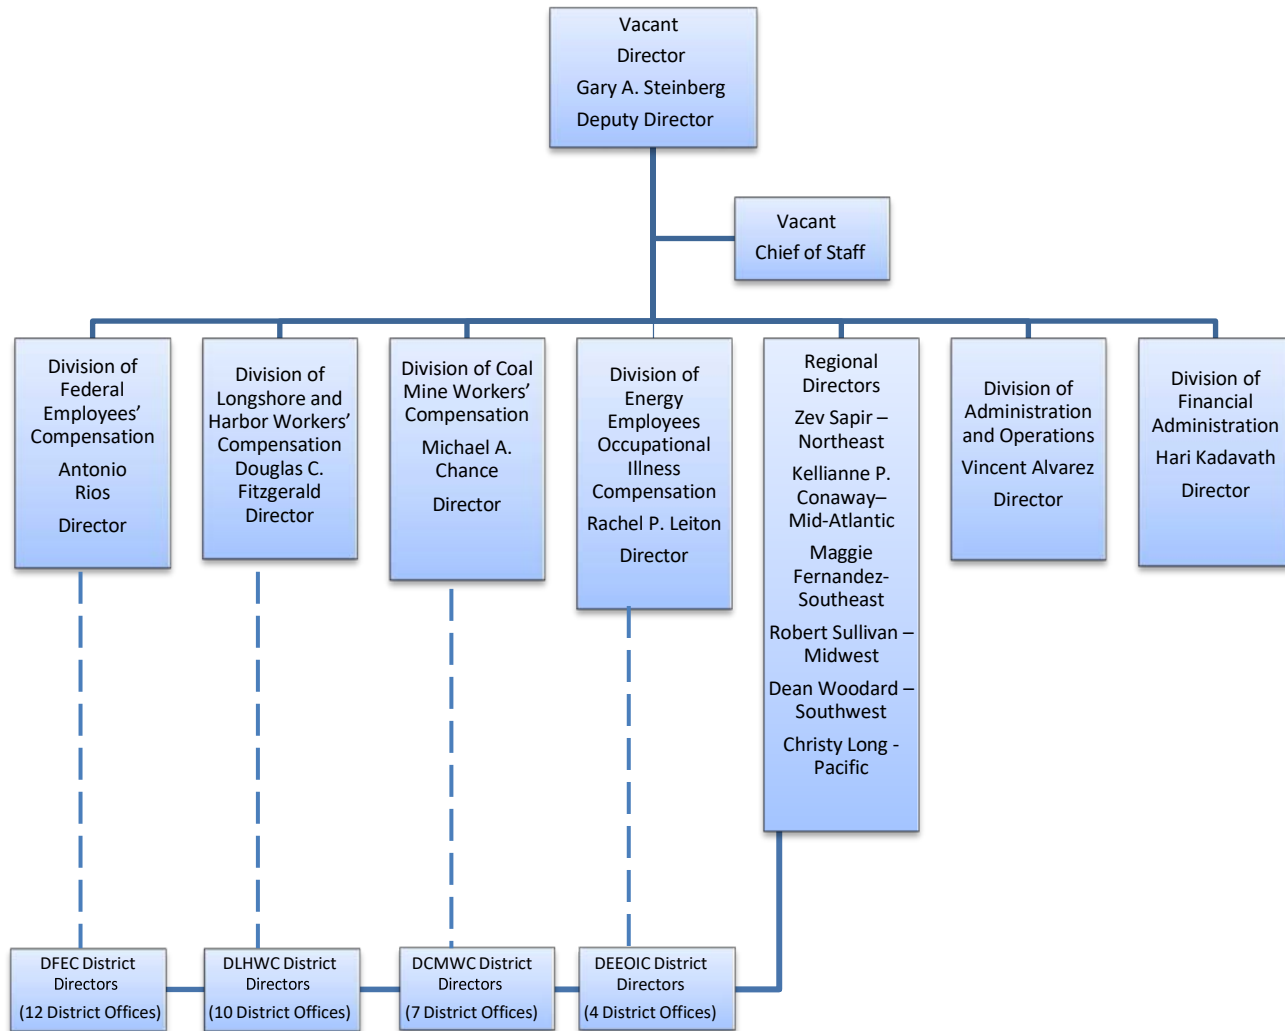 Vacant
Director
Gary A. Steinberg
Deputy Director
Vacant
Chief of Staff
Division of
Federal
Employees’
Compensation
Antonio
Rios
Director
Division of
Longshore and
Harbor Workers’
Compensation
Douglas C.
Fitzgerald
Director
Division of Coal
Mine Workers’
Compensation
Michael A.
Chance
Director
Division of
Energy
Employees
Occupational
Illness
Compensation
Rachel P. Leiton
Director
Regional
Directors
Zev Sapir –
Northeast
Kellianne P.
Conaway–
Mid-Atlantic
Maggie
Fernandez-
Southeast
Robert Sullivan –
Midwest
Dean Woodard –
Southwest
Christy Long -
Pacific
Division of
Administration
and Operations
Vincent Alvarez
Director
Division of
Financial
Administration
Hari Kadavath
Director
DFEC District
Directors
(12 District Offices)
DLHWC District
Directors
(10 District Offices)
DCMWC District
Directors
(7 District Offices)
DEEOIC District
Directors
(4 District Offices)